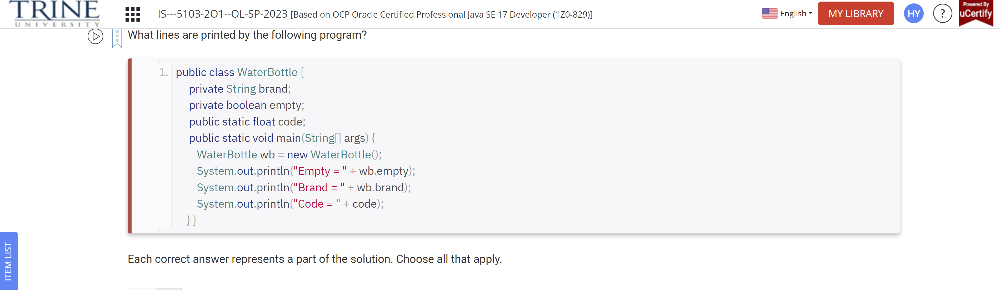 TRINE
UNIVERSITY
IS---5103-2O1--OL-SP-2023 [Based on OCP Oracle Certified Professional Java SE 17 Developer (1Z0-829)]
English
MY LIBRARY
HY
?
Powered By
uCertify
What lines are printed by the following program?
1. public class WaterBottle {
private String brand;
private boolean empty;
public static float code;
public static void main(String[] args) {
WaterBottle wb = new WaterBottle();
System.out.println("Empty = " + wb.empty);
System.out.println("Brand = " + wb.brand);
System.out.println("Code = " + code);
} }
ITEM LIST
Each correct answer represents a part of the solution. Choose all that apply.